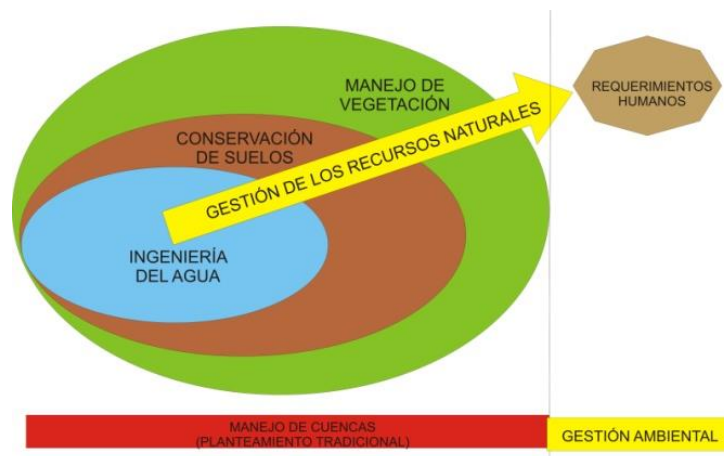 MANEJO DE
VEGETACIÓN
REQUERIMIENTOS
HUMANOS
CONSERVACIÓN
DE SUELOS
GESTIÓN DE LOS RECURSOS NATURALES
INGENIERÍA
DEL AGUA
MANEJO DE CUENCAS
(PLANTEAMIENTO TRADICIONAL)
GESTIÓN AMBIENTAL